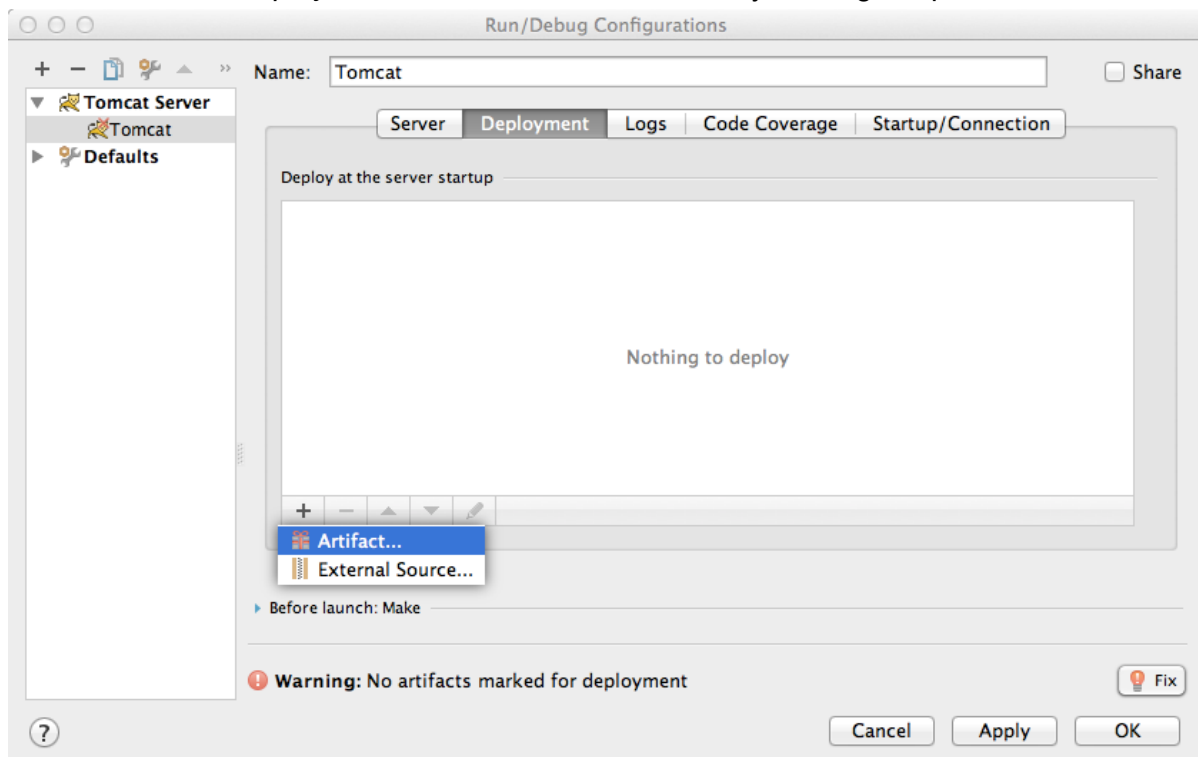 Run/Debug Configurations
Name: Tomcat
Share
Tomcat Server
Tomcat
Defaults
Server Deployment Logs Code Coverage Startup/Connection
Deploy at the server startup
Nothing to deploy
Artifact...
External Source...
Before launch: Make
Warning: No artifacts marked for deployment
Fix
?
Cancel Apply OK